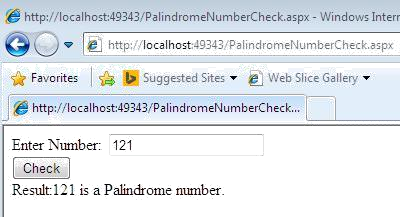 http://localhost:49343/PalindromeNumberCheck.aspx - Windows Intern
http://localhost:49343/PalindromeNumberCheck.aspx
Favorites Suggested Sites Web Slice Gallery
http://localhost:49343/PalindromeNumberCheck...
Enter Number: 121
Check
Result:121 is a Palindrome number.